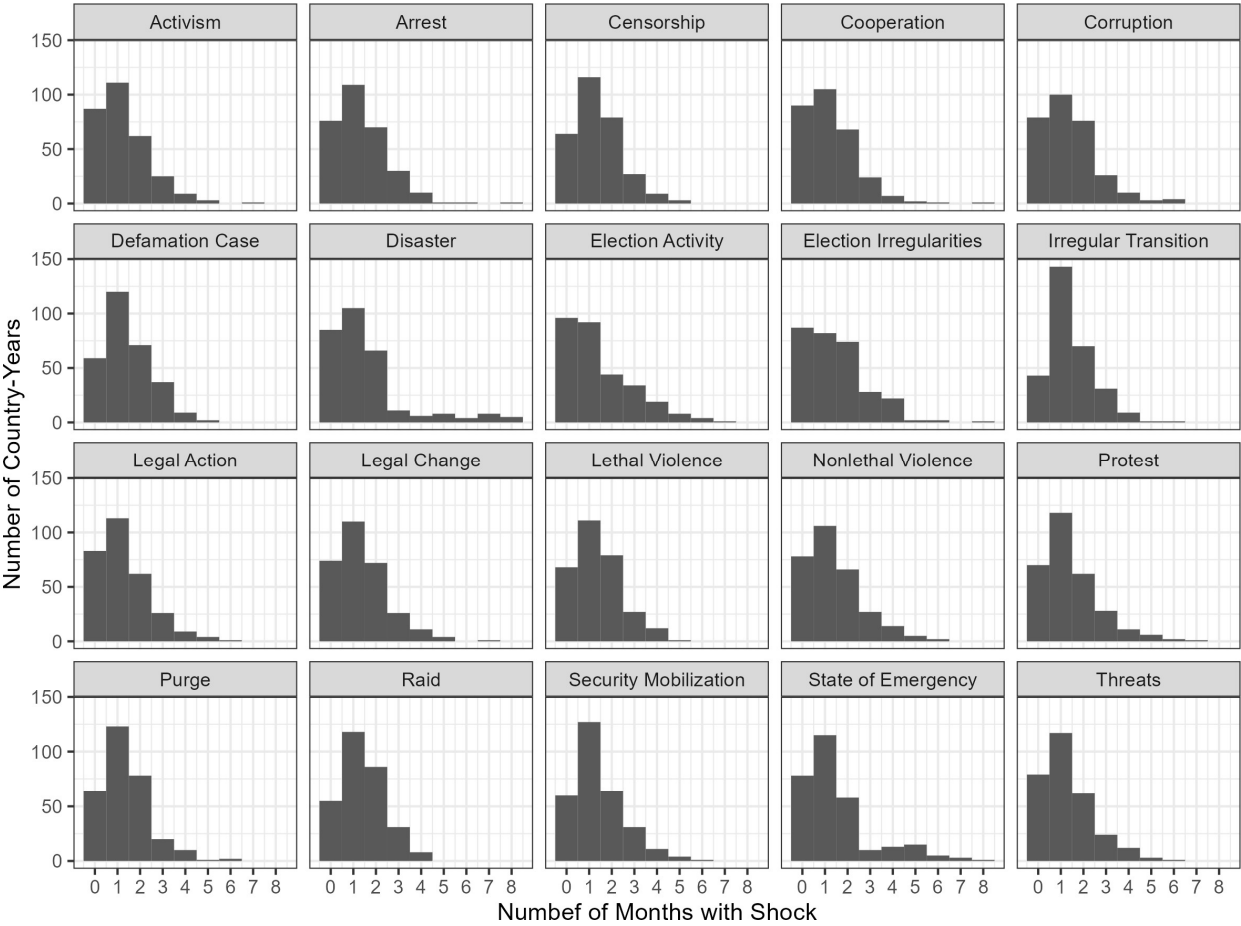 Activism Arrest Censorship Cooperation Corruption
150
100
50
0
Defamation Case Disaster Election Activity Election Irregularities Irregular Transition
150
100
50
0
Legal Action Legal Change Lethal Violence Nonlethal Violence Protest
150
100
50
0
Purge Raid Security Mobilization State of Emergency Threats
150
100
50
0
0 1 2 3 4 5 6 7 8 0 1 2 3 4 5 6 7 8 0 1 2 3 4 5 6 7 8 0 1 2 3 4 5 6 7 8 0 1 2 3 4 5 6 7 8
Numbef of Months with Shock
Number of Country-Years